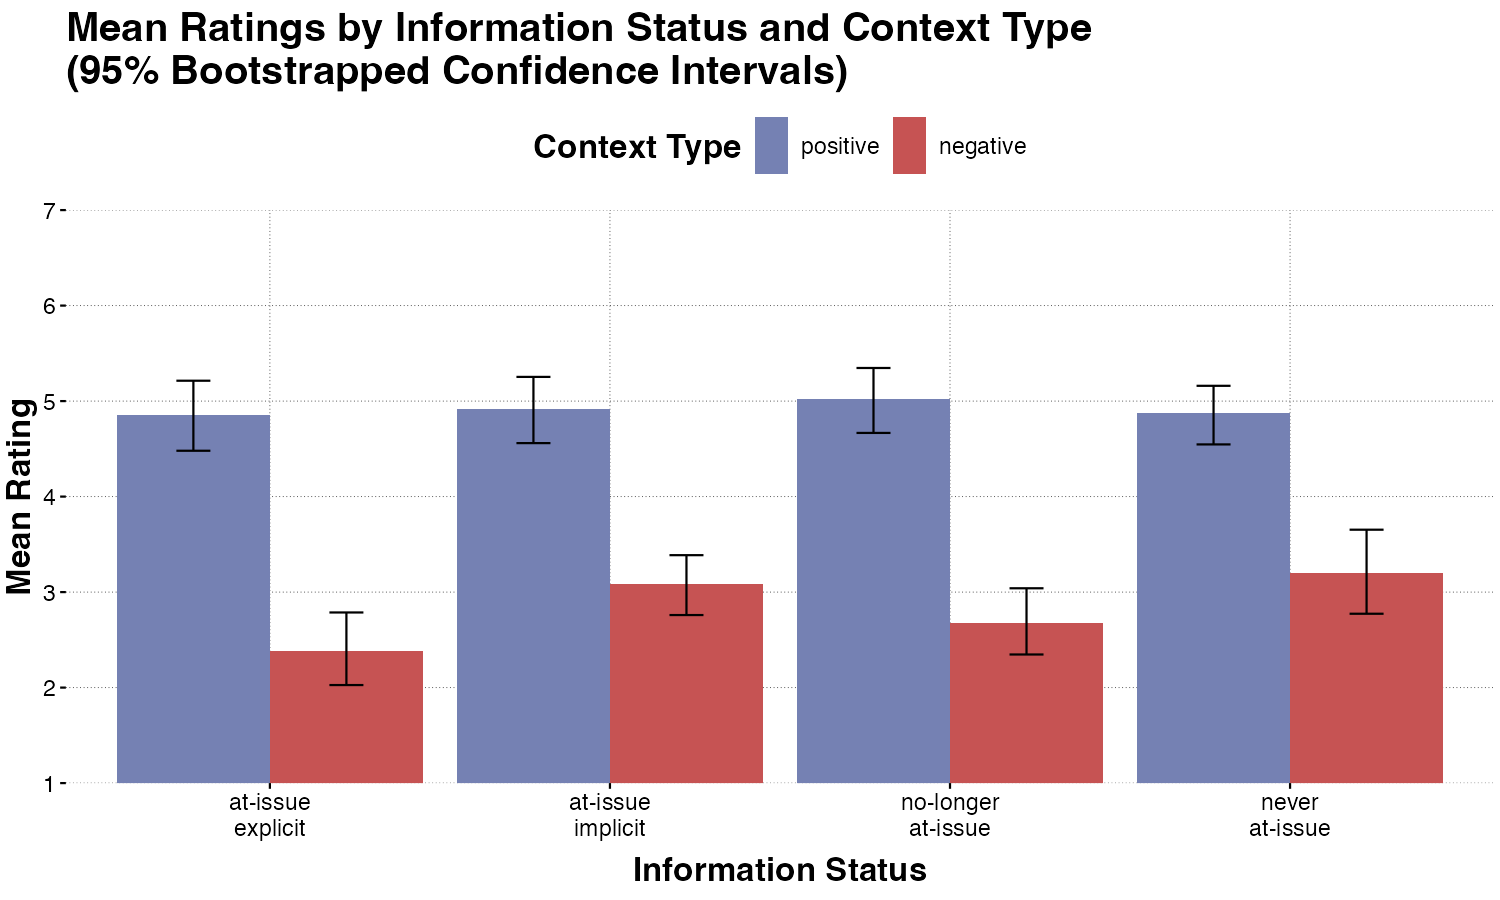 Mean Ratings by Information Status and Context Type
(95% Bootstrapped Confidence Intervals)
Context Type positive negative
7
6
5
4
3
2
1
Mean Rating
at-issue explicit
at-issue implicit
no-longer at-issue
never at-issue
Information Status